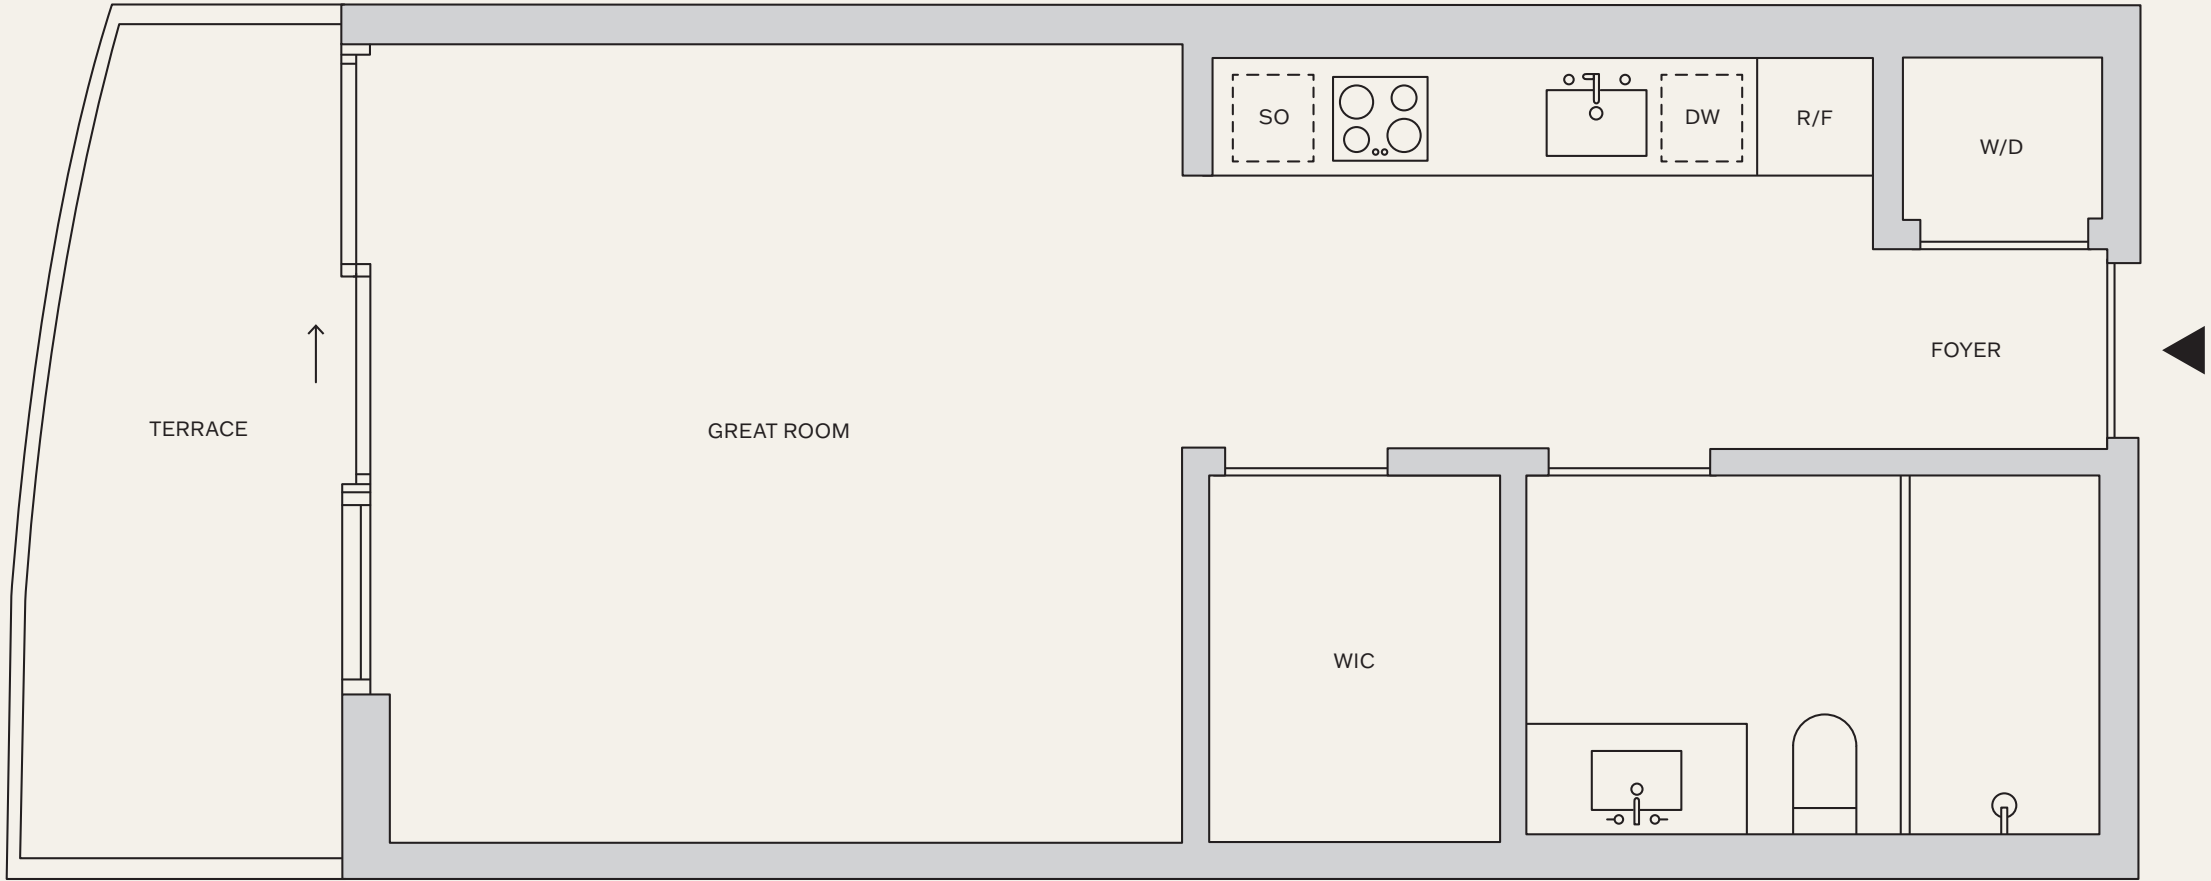 SO
DW
R/F
W/D
FOYER
TERRACE
GREAT ROOM
WIC